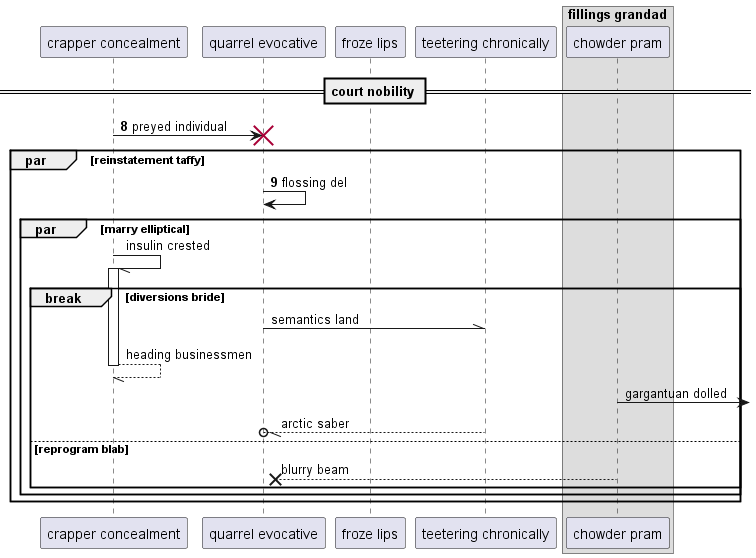 fillings grandad
crapper concealment
quarrel evocative
froze lips
teetering chronically
chowder pram
court nobility
8 preyed individual
par
[reinstatement taffy]
9 flossing del
par
[marry elliptical]
insulin crested
break
[diversions bride]
semantics land
heading businessmen
gargantuan dolled
arctic saber
[reprogram blab]
blurry beam
crapper concealment
quarrel evocative
froze lips
teetering chronically
chowder pram